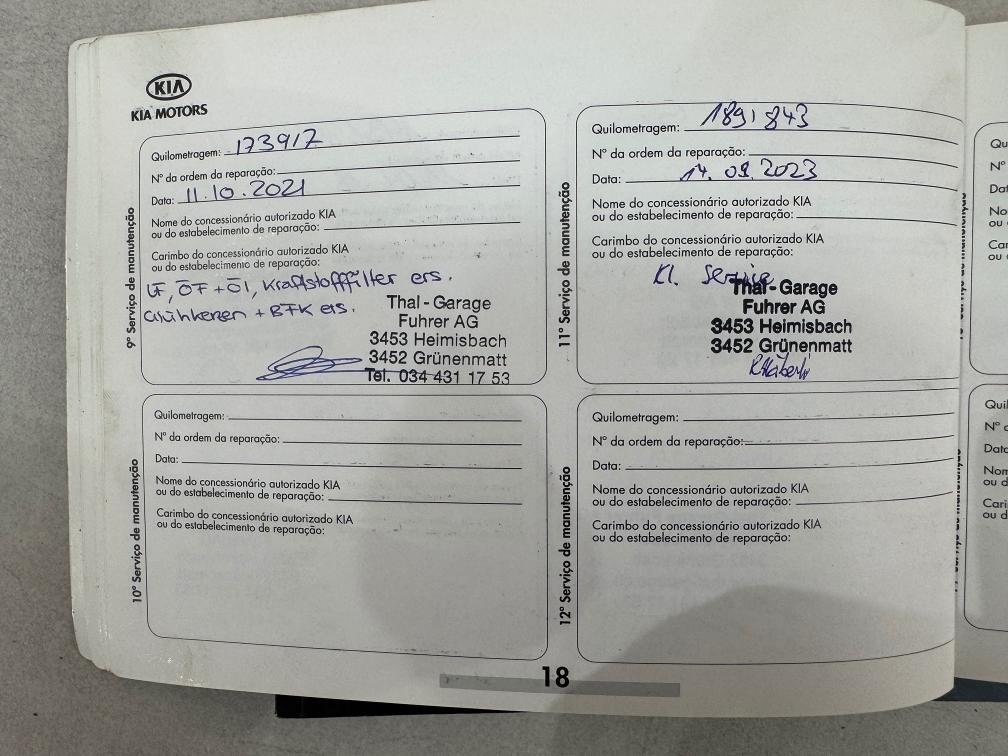 KIA
KIA MOTORS
9º Serviço de manutenção
Quilometragem: 173917
Nº da ordem da reparação:
Data: 11.10.2021
Nome do concessionário autorizado KIA
ou do estabelecimento de reparação:
Carimbo do concessionário autorizado KIA
ou do estabelecimento de reparação:
LF, ÖF + Öl, Kraftstofffilter ers.
Glühkerzen + BFK ers.
Thal-Garage
Fuhrer AG
3453 Heimisbach
3452 Grünenmatt
Tel. 034 431 17 53
10º Serviço de manutenção
Quilometragem:
Nº da ordem da reparação:
Data:
Nome do concessionário autorizado KIA
ou do estabelecimento de reparação:
Carimbo do concessionário autorizado KIA
ou do estabelecimento de reparação:
11º Serviço de manutenção
Quilometragem: 189'843
Nº da ordem da reparação:
Data: 14.09.2023
Nome do concessionário autorizado KIA
ou do estabelecimento de reparação:
Carimbo do concessionário autorizado KIA
ou do estabelecimento de reparação:
Kl. Service
Thal-Garage
Fuhrer AG
3453 Heimisbach
3452 Grünenmatt
12º Serviço de manutenção
Quilometragem:
Nº da ordem da reparação:
Data:
Nome do concessionário autorizado KIA
ou do estabelecimento de reparação:
Carimbo do concessionário autorizado KIA
ou do estabelecimento de reparação:
18